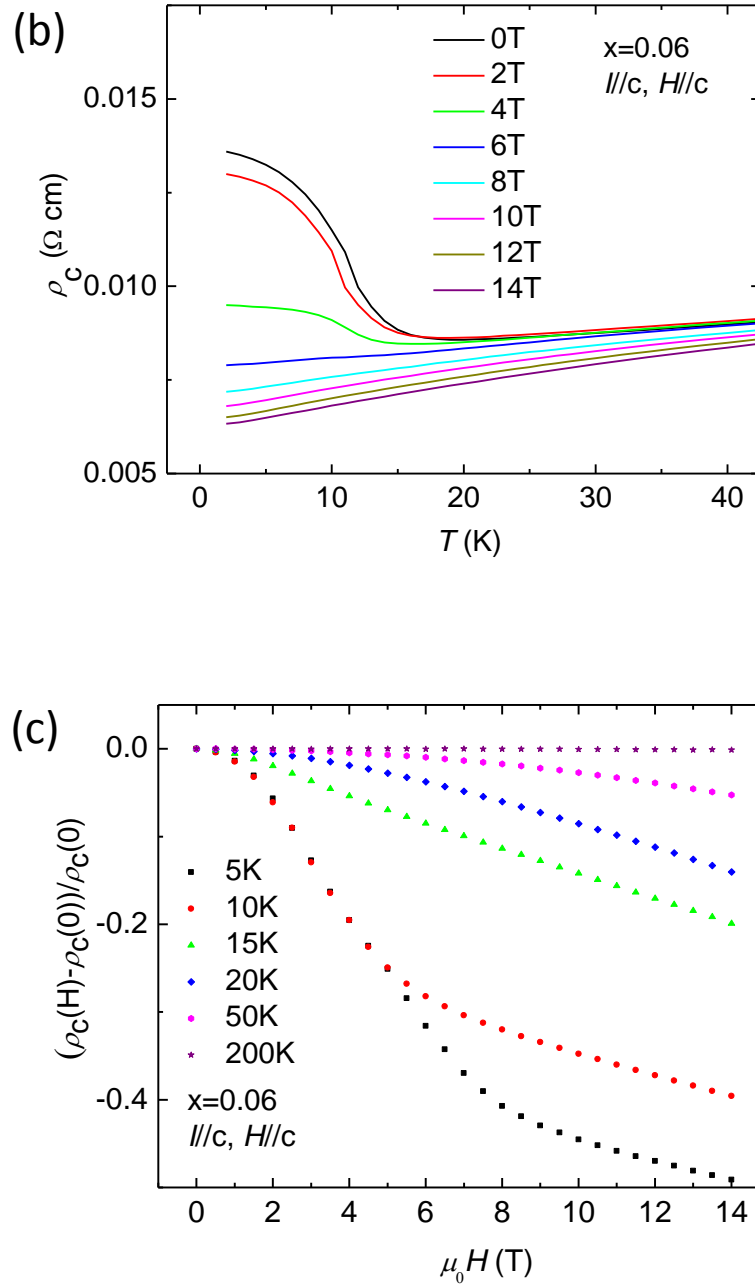 (b)
0T
2T
4T
6T
8T
10T
12T
14T
x=0.06
I//c, H//c
0.015
0.010
0.005
ρc (Ω cm)
0 10 20 30 40
T (K)
(c)
0.0
-0.2
-0.4
(ρc(H)-ρc(0))/ρc(0)
5K
10K
15K
20K
50K
200K
x=0.06
I//c, H//c
0 2 4 6 8 10 12 14
μ0H (T)